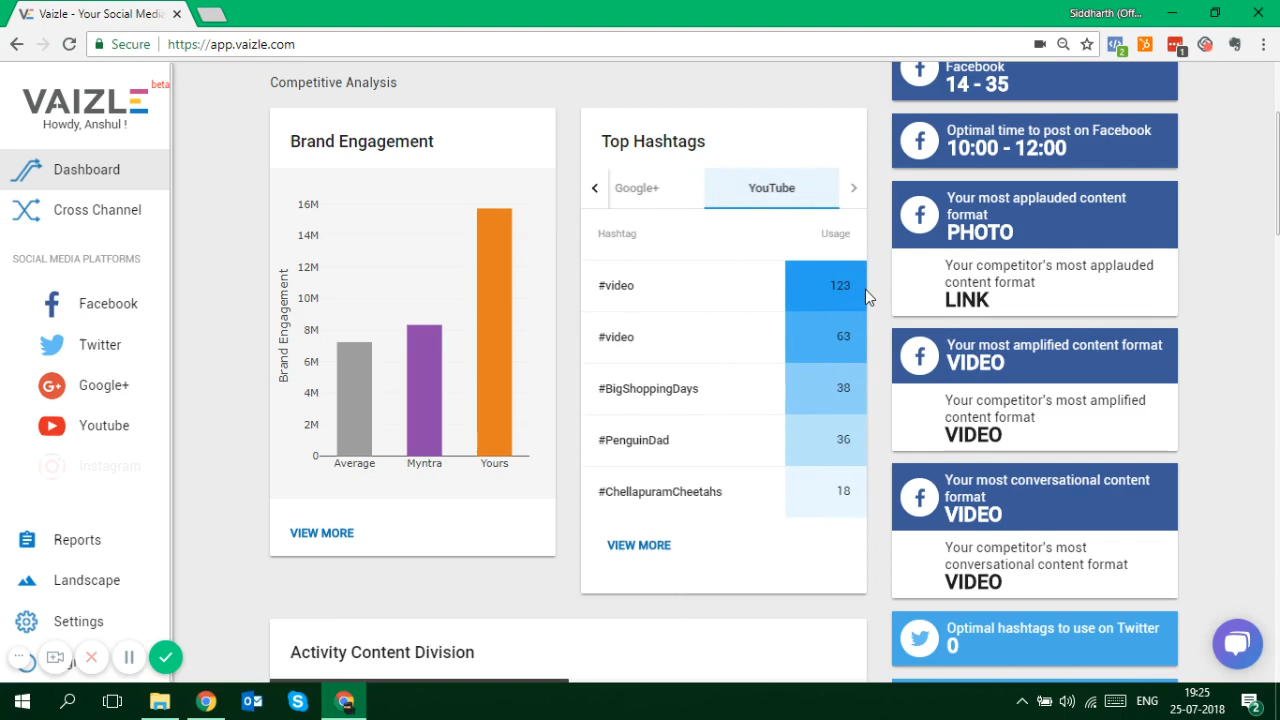 Vaizle - Your Social Medi
Siddharth (Off...
Secure
https://app.vaizle.com
2
1
VAIZLE
beta
Howdy, Anshul !
Dashboard
Cross Channel
SOCIAL MEDIA PLATFORMS
Facebook
Twitter
Google+
Youtube
Instagram
Reports
Landscape
Settings
Competitive Analysis
Brand Engagement
16M
14M
12M
10M
8M
6M
4M
2M
0
Brand Engagement
Average
Myntra
Yours
VIEW MORE
Top Hashtags
Google+
YouTube
Hashtag
Usage
#video
123
#video
63
#BigShoppingDays
38
#PenguinDad
36
#ChellapuramCheetahs
18
VIEW MORE
Activity Content Division
Facebook
14 - 35
Optimal time to post on Facebook
10:00 - 12:00
Your most applauded content
format
PHOTO
Your competitor's most applauded
content format
LINK
Your most amplified content format
VIDEO
Your competitor's most amplified
content format
VIDEO
Your most conversational content
format
VIDEO
Your competitor's most
conversational content format
VIDEO
Optimal hashtags to use on Twitter
0
ENG
19:25
25-07-2018
2